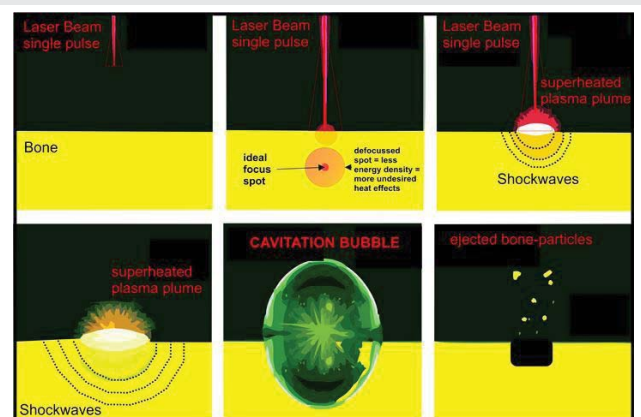 Laser Beam
single pulse
Bone
Laser Beam
single pulse
ideal
focus
spot
defocussed
spot = less
energy density =
more undesired
heat effects
Laser Beam
single pulse
superheated
plasma plume
Shockwaves
superheated
plasma plume
Shockwaves
CAVITATION BUBBLE
ejected bone-particles